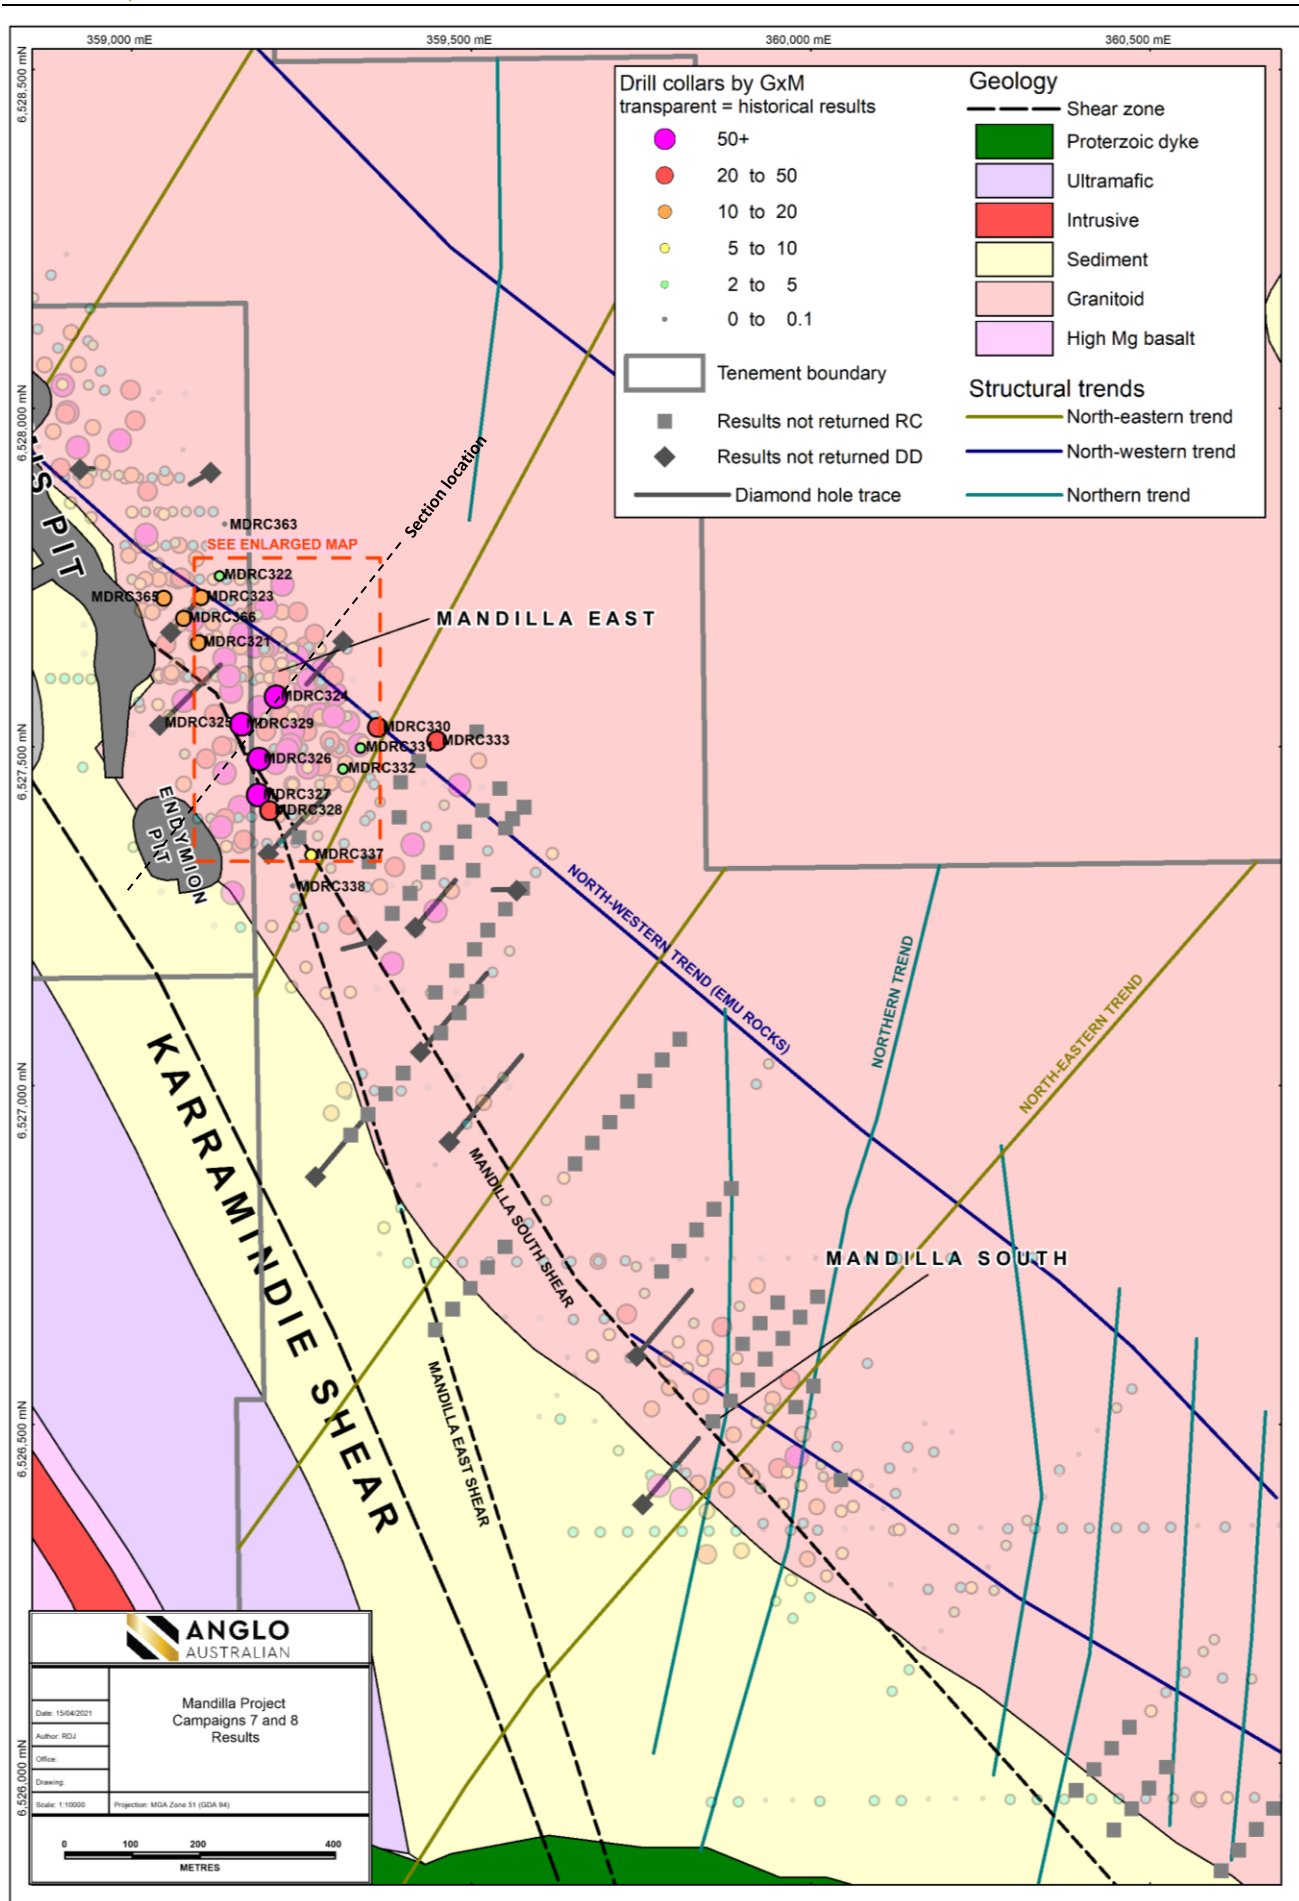 359,000 mE
359,500 mE
360,000 mE
360,500 mE
6,528,500 mN
6,528,000 mN
6,527,500 mN
6,527,000 mN
6,526,500 mN
6,526,000 mN
Drill collars by GxM
transparent = historical results
50+
20 to 50
10 to 20
5 to 10
2 to 5
0 to 0.1
Tenement boundary
Results not returned RC
Results not returned DD
Diamond hole trace
Geology
Shear zone
Proterzoic dyke
Ultramafic
Intrusive
Sediment
Granitoid
High Mg basalt
Structural trends
North-eastern trend
North-western trend
Northern trend
Section location
PIT
MDRC363
SEE ENLARGED MAP
MDRC322
MDRC365
MDRC323
MDRC366
MDRC321
MANDILLA EAST
MDRC324
MDRC325
MDRC329
MDRC330
MDRC333
MDRC331
MDRC326
MDRC332
MDRC327
MDRC328
ENDYMION
PIT
MDRC337
MDRC338
NORTH-WESTERN TREND (EMU ROCKS)
NORTHERN TREND
NORTH-EASTERN TREND
KARRAMINDIE SHEAR
MANDILLA SOUTH SHEAR
MANDILLA EAST SHEAR
MANDILLA SOUTH
ANGLO
AUSTRALIAN
Mandilla Project
Campaigns 7 and 8
Results
Date: 15/04/2021
Author: RDJ
Office:
Drawing:
Scale: 1:10000
Projection: MGA Zone 51 (GDA 94)
0 100 200 400
METRES